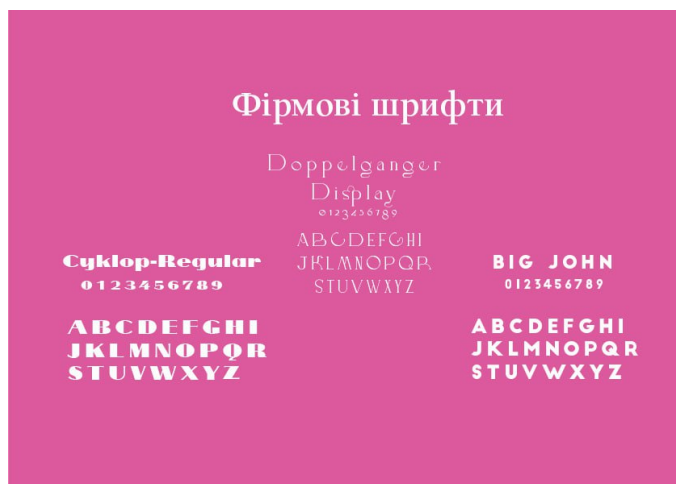 Фірмові шрифти
Doppelganger
Display
0123456789
ABCDEFGHI
JKLMNOPQR
STUVWXYZ
Cyklop-Regular
0123456789
ABCDEFGHI
JKLMNOPQR
STUVWXYZ
BIG JOHN
0123456789
ABCDEFGHI
JKLMNOPQR
STUVWXYZ